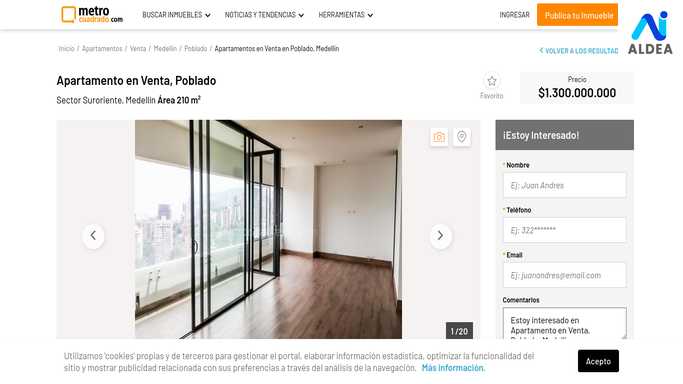 metro
cuadrado.com
BUSCAR INMUEBLES
NOTICIAS Y TENDENCIAS
HERRAMIENTAS
INGRESAR
Publica tu Inmueble
ALDEA
Inicio / Apartamentos / Venta / Medellín / Poblado / Apartamentos en Venta en Poblado, Medellín
VOLVER A LOS RESULTAD
Apartamento en Venta, Poblado
Sector Suroriente, Medellín Área 210 m²
Favorito
Precio
$1.300.000.000
¡Estoy Interesado!
* Nombre
Ej: Juan Andres
* Teléfono
Ej: 322*******
* Email
Ej: juanandres@email.com
Comentarios
Estoy interesado en
Apartamento en Venta,
1 / 20
Utilizamos 'cookies' propias y de terceros para gestionar el portal, elaborar información estadística, optimizar la funcionalidad del
sitio y mostrar publicidad relacionada con sus preferencias a través del análisis de la navegación. Más Información.
Acepto